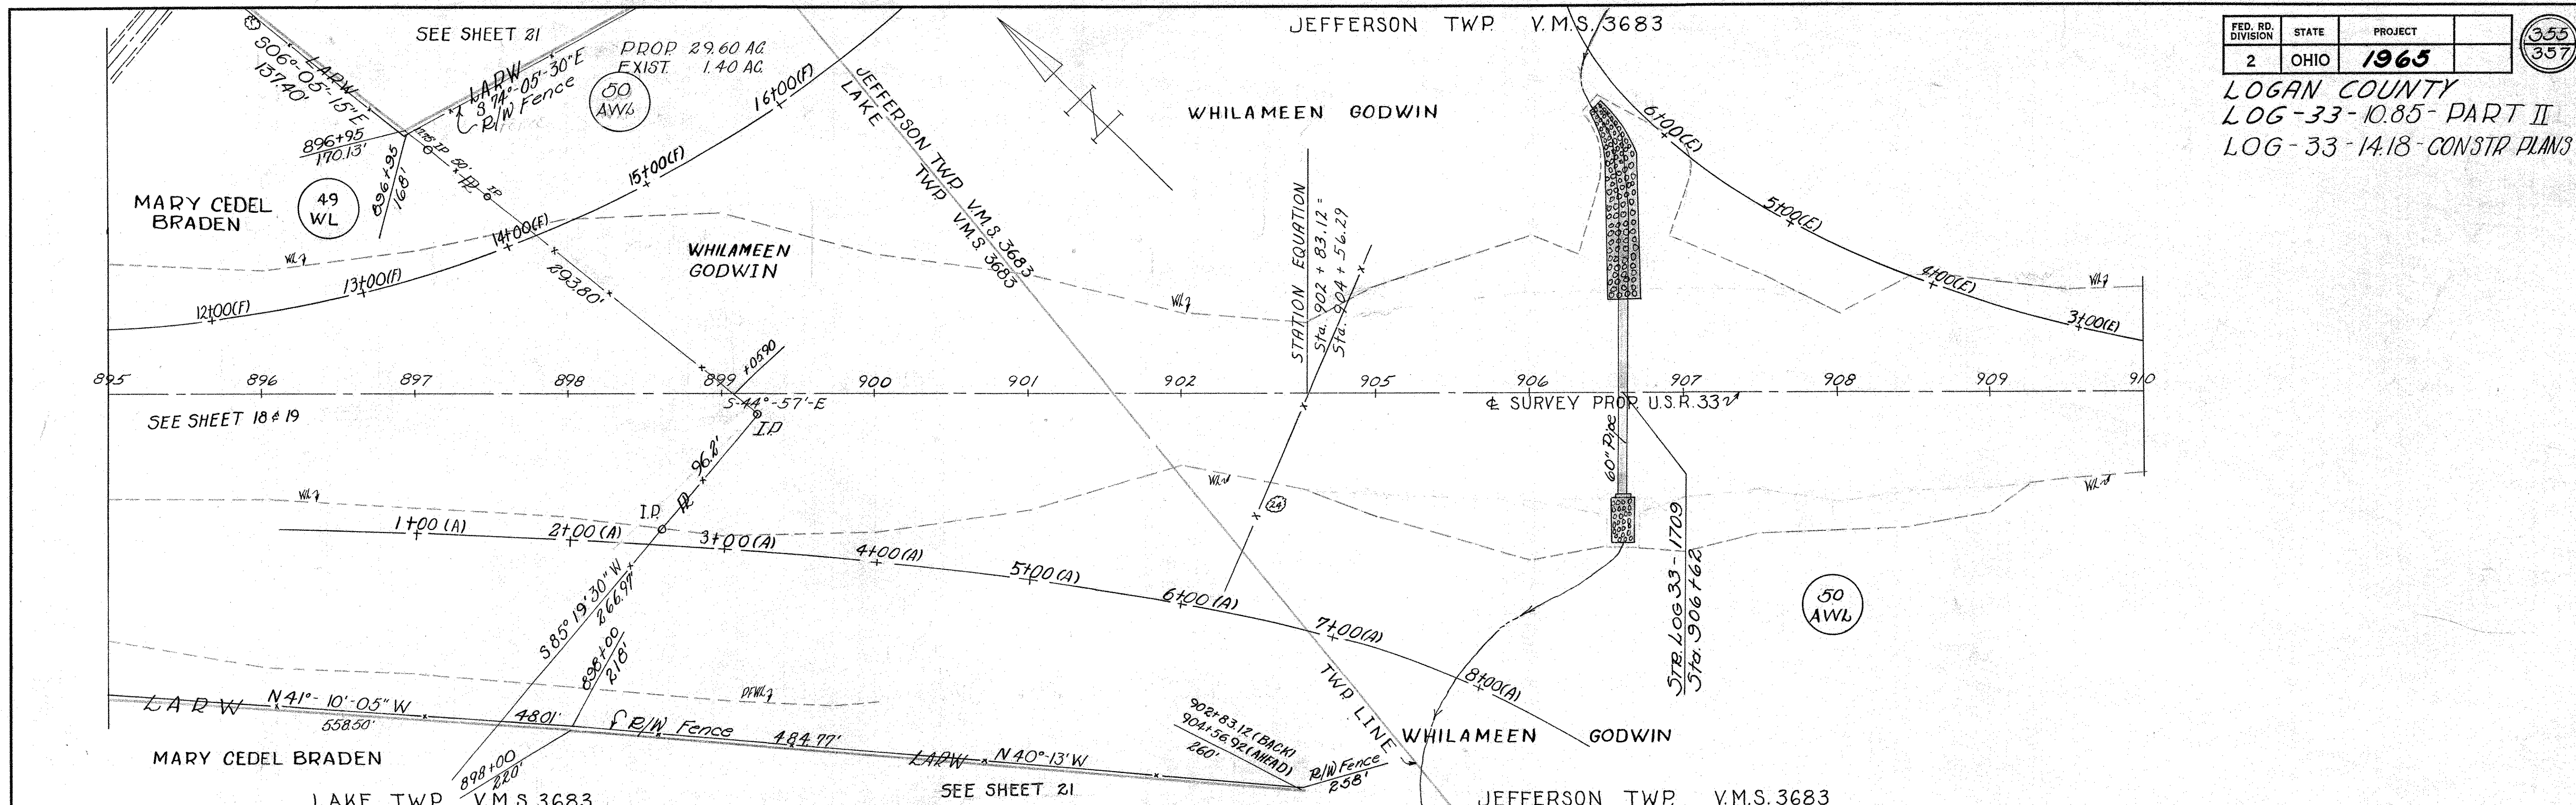 JEFFERSON TWP. V.M.S. 3683
FED. RD. DIVISION STATE PROJECT
2 OHIO 1965
355
357
LOGAN COUNTY
LOG-33-10.85-PART II
LOG-33-14.18-CONSTR PLANS
SEE SHEET 21
PROP. 29.60 AC.
EXIST. 1.40 AC.
50
AWL
LARW
S06°-05'-15"E
137.40'
LARW
S 74°-05'-30"E
R/W Fence
896+95
170.13'
896+95
168'
I.P. 50'
IP
MARY CEDEL
BRADEN
49
WL
16+00(F)
15+00(F)
14+00(F)
13+00(F)
12+00(F)
293.80'
WHILAMEEN
GODWIN
JEFFERSON TWP. V.M.S. 3683
LAKE TWP. V.M.S. 3683
N
WHILAMEEN GODWIN
STATION EQUATION
Sta. 902 + 83.12 =
Sta. 904 + 56.29
6+00(E)
5+00(E)
4+00(E)
3+00(E)
895 896 897 898 899 900 901 902 905 906 907 908 909 910
+05.90
S-44°-57'-E
I.P.
SEE SHEET 18 & 19
℄ SURVEY PROP. U.S.R. 33
60" Pipe
96.2'
I.P.
24
1+00 (A)
2+00 (A)
3+00 (A)
4+00 (A)
5+00 (A)
6+00 (A)
7+00 (A)
8+00 (A)
STR. LOG 33-1709
Sta. 906+62
50
AWL
S 85° 19' 30" W
266.97'
898+00
218'
LARW N 41°-10'-05" W
558.50'
48.01'
R/W Fence
484.77'
LARW N 40°-13' W
902+83.12 (BACK)
904+56.92 (AHEAD)
260'
R/W Fence
258'
TWP. LINE
WHILAMEEN GODWIN
MARY CEDEL BRADEN
898+00
220'
SEE SHEET 21
LAKE TWP. V.M.S. 3683
JEFFERSON TWP. V.M.S. 3683